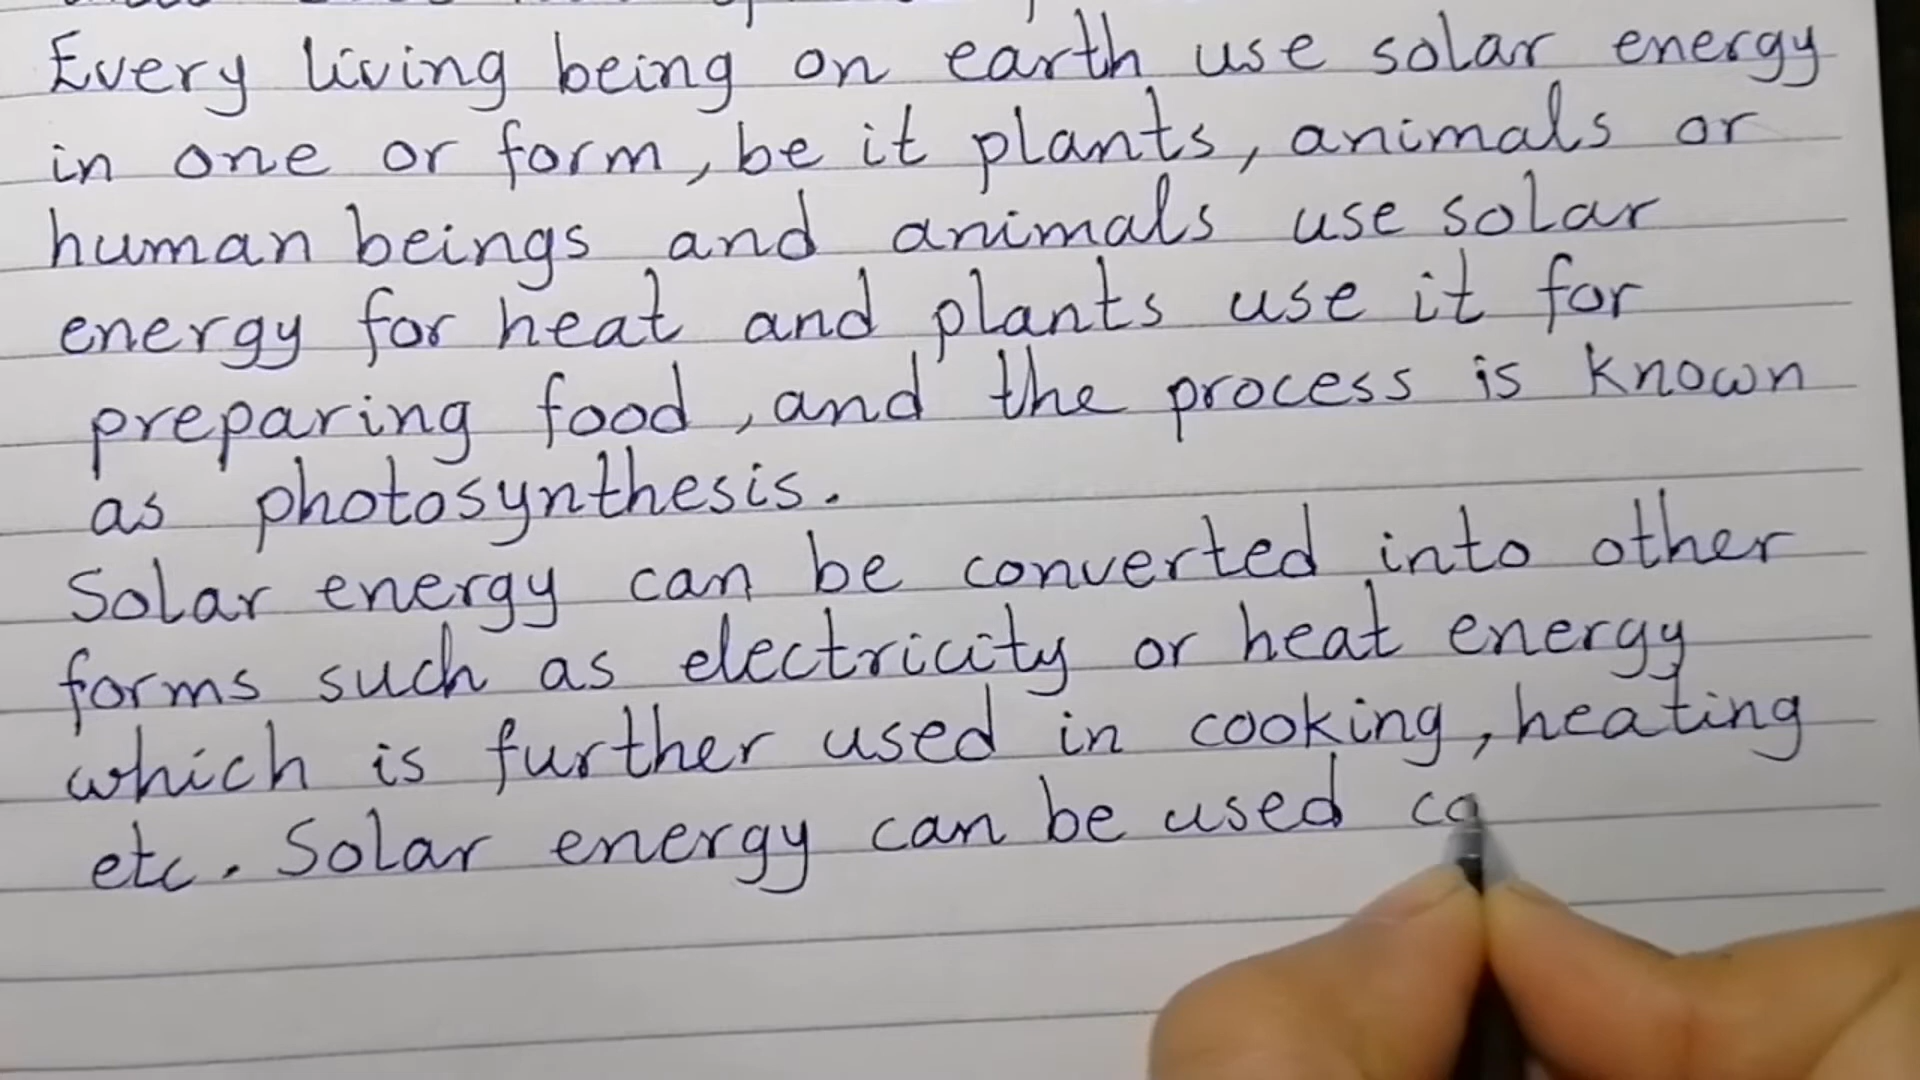 Every living being on earth use solar energy
in one or form, be it plants, animals or
human beings and animals use solar
energy for heat and plants use it for
preparing food, and the process is known
as photosynthesis.
Solar energy can be converted into other
forms such as electricity or heat energy
which is further used in cooking, heating
etc. Solar energy can be used